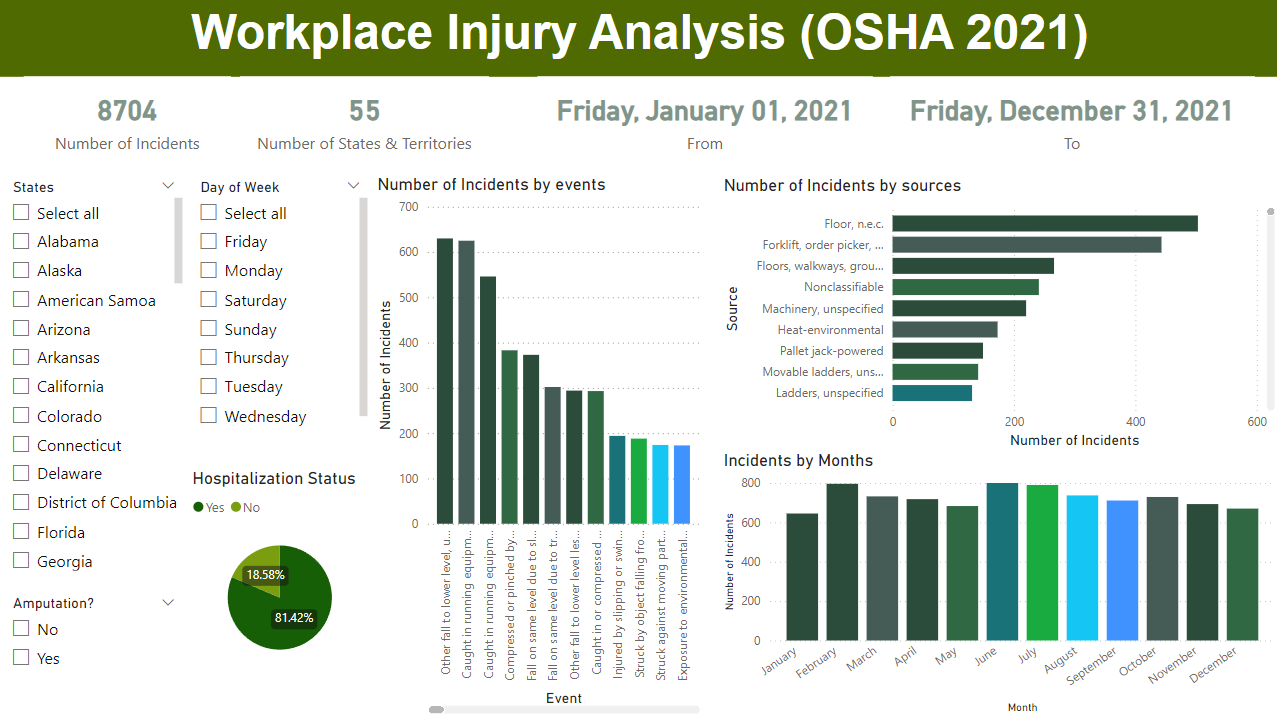 Workplace Injury Analysis (OSHA 2021)
8704
Number of Incidents
55
Number of States & Territories
Friday, January 01, 2021
From
Friday, December 31, 2021
To
States
Select all
Alabama
Alaska
American Samoa
Arizona
Arkansas
California
Colorado
Connecticut
Delaware
District of Columbia
Florida
Georgia
Amputation?
No
Yes
Day of Week
Select all
Friday
Monday
Saturday
Sunday
Thursday
Tuesday
Wednesday
Hospitalization Status
Yes No
18.58%
81.42%
Number of Incidents by events
Number of Incidents
700
600
500
400
300
200
100
0
Other fall to lower level, u...
Caught in running equipm...
Caught in running equipm...
Compressed or pinched by...
Fall on same level due to sl...
Fall on same level due to tr...
Other fall to lower level les...
Caught in or compressed ...
Injured by slipping or swin...
Struck by object falling fro...
Struck against moving part...
Exposure to environmental...
Event
Number of Incidents by sources
Source
Floor, n.e.c.
Forklift, order picker, ...
Floors, walkways, grou...
Nonclassifiable
Machinery, unspecified
Heat-environmental
Pallet jack-powered
Movable ladders, uns...
Ladders, unspecified
0 200 400 600
Number of Incidents
Incidents by Months
Number of Incidents
800
600
400
200
0
January February March April May June July August September October November December
Month